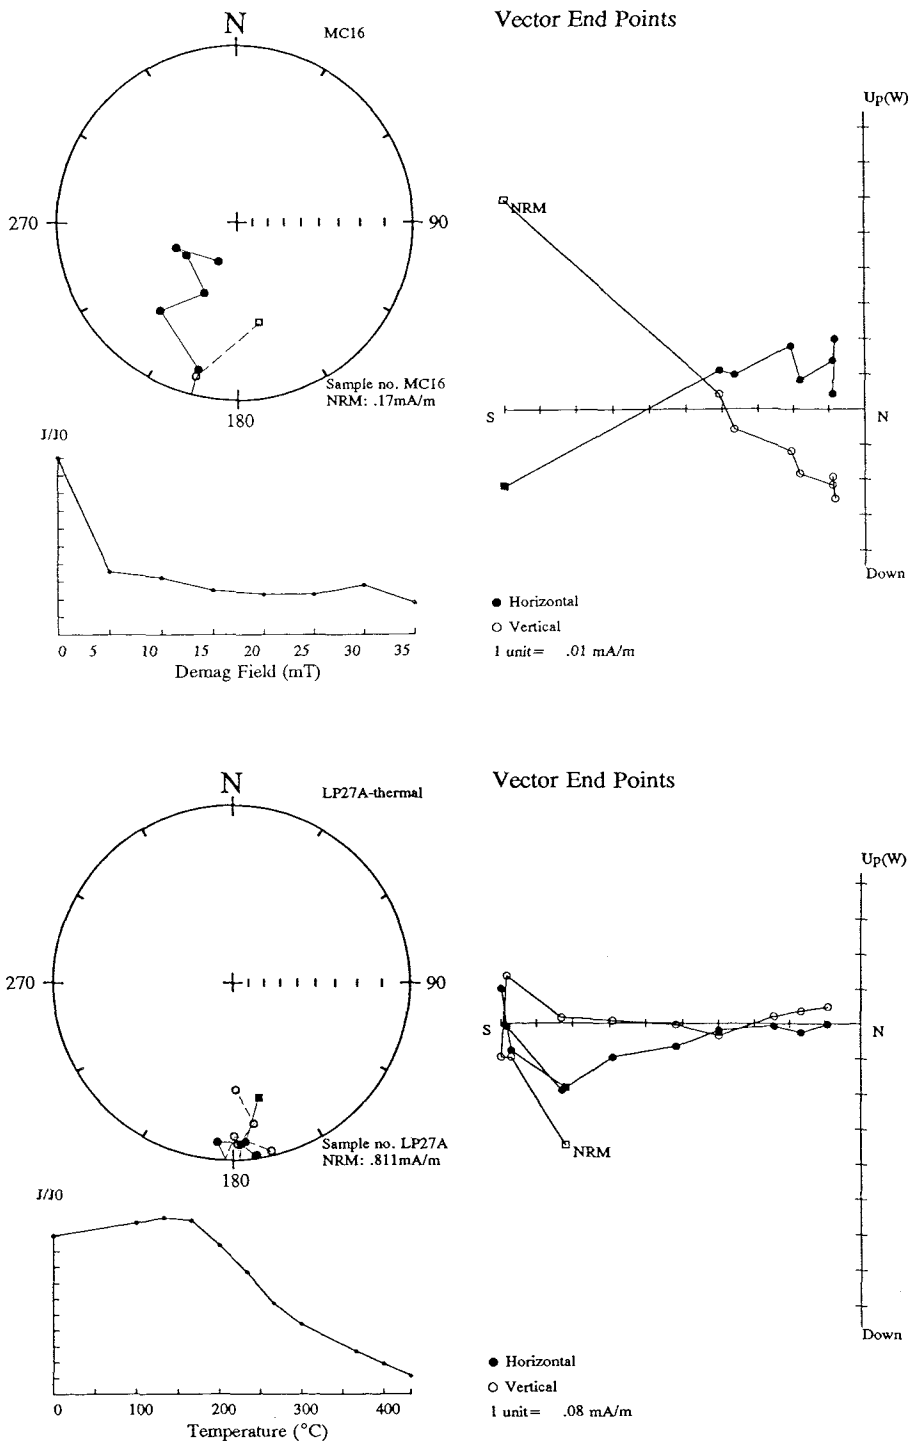 N
MC16
Vector End Points
Up(W)
NRM
270
90
Sample no. MC16
NRM: .17mA/m
180
S
N
J/J0
Down
0 5 10 15 20 25 30 35
Demag Field (mT)
● Horizontal
○ Vertical
1 unit= .01 mA/m
N
LP27A-thermal
Vector End Points
Up(W)
270
90
S
N
Sample no. LP27A
NRM: .811mA/m
180
NRM
J/J0
Down
0 100 200 300 400
Temperature (°C)
● Horizontal
○ Vertical
1 unit= .08 mA/m